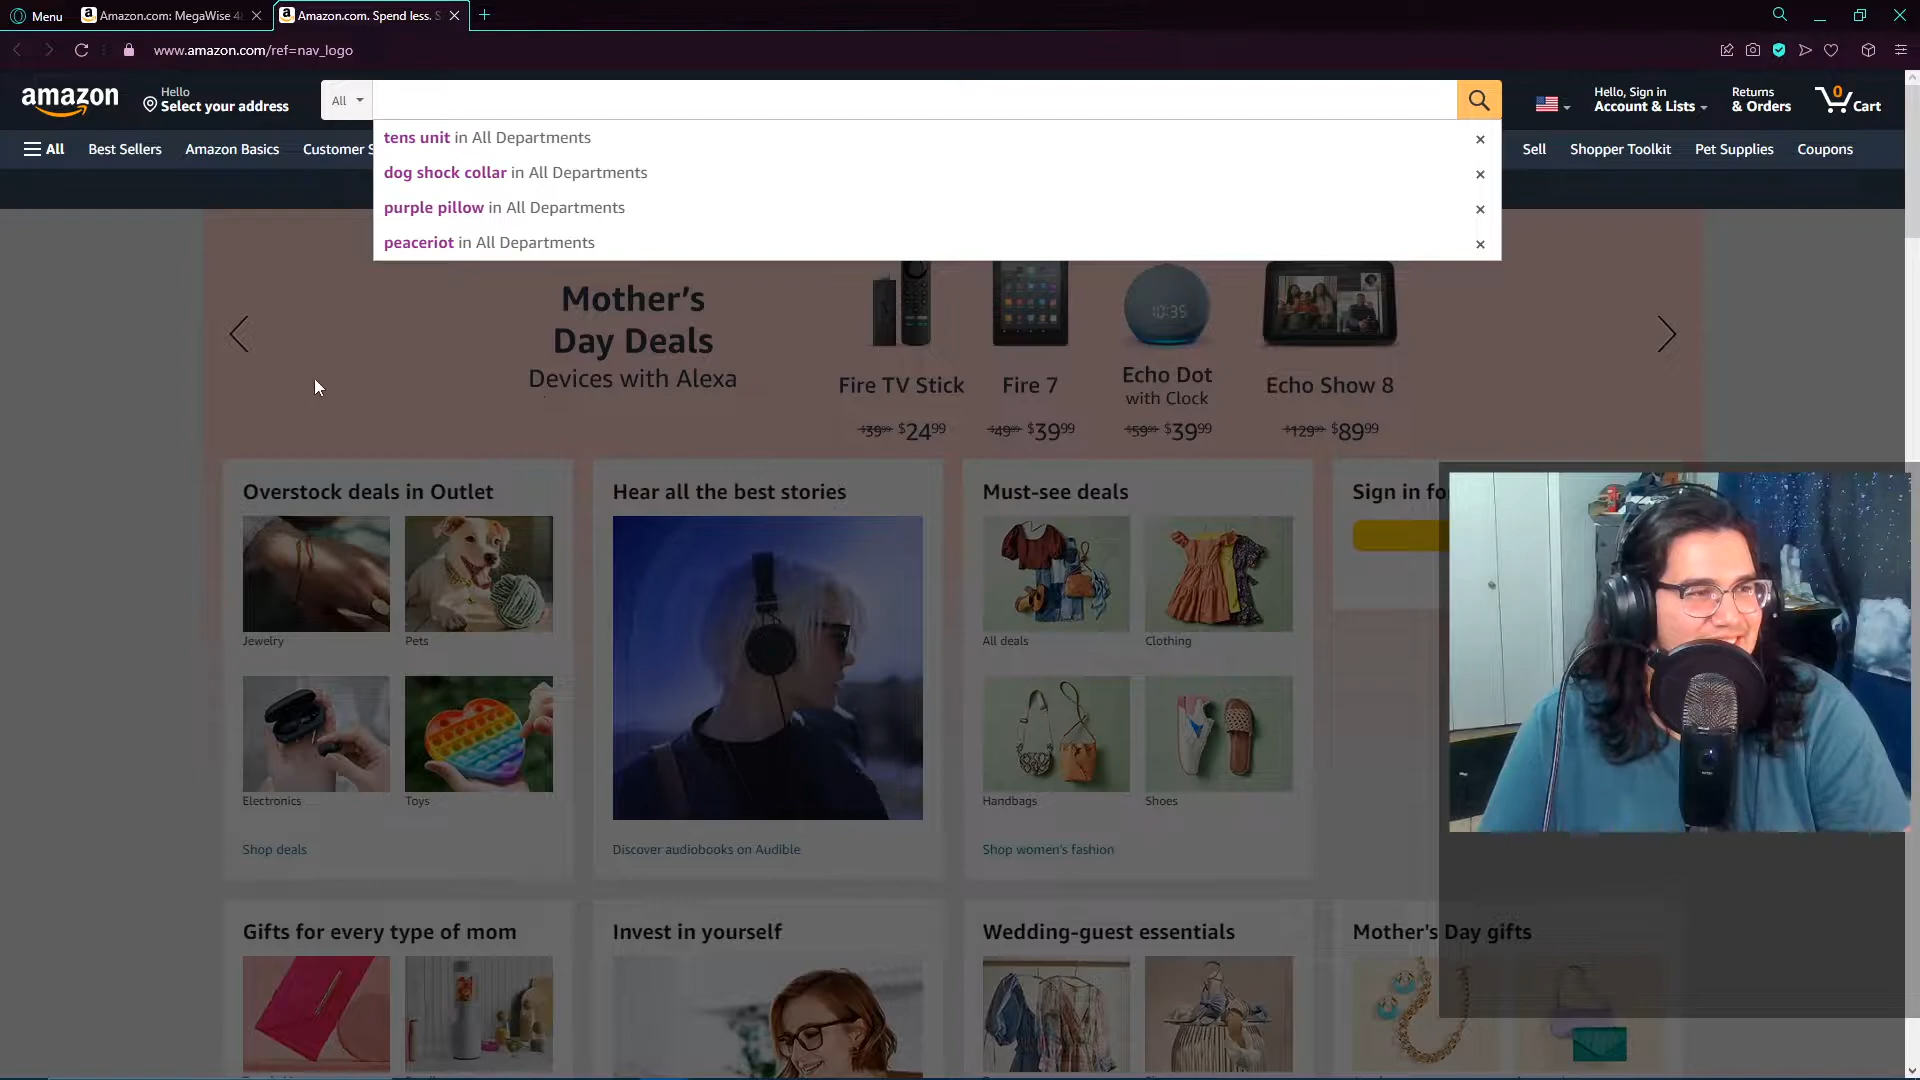 Menu
Amazon.com: MegaWise 4
Amazon.com. Spend less. S
www.amazon.com/ref=nav_logo
amazon
Hello
Select your address
All
Hello, Sign in
Account & Lists
Returns
& Orders
0
Cart
All
Best Sellers
Amazon Basics
Customer S
Sell
Shopper Toolkit
Pet Supplies
Coupons
tens unit in All Departments
dog shock collar in All Departments
purple pillow in All Departments
peaceriot in All Departments
Mother's
Day Deals
Devices with Alexa
10:35
Fire TV Stick
$39.99 $24.99
Fire 7
$49.99 $39.99
Echo Dot
with Clock
$59.99 $39.99
Echo Show 8
$129.99 $89.99
Overstock deals in Outlet
Jewelry
Pets
Electronics
Toys
Shop deals
Hear all the best stories
Discover audiobooks on Audible
Must-see deals
All deals
Clothing
Handbags
Shoes
Shop women's fashion
Sign in fo
Gifts for every type of mom
Invest in yourself
Wedding-guest essentials
Mother's Day gifts